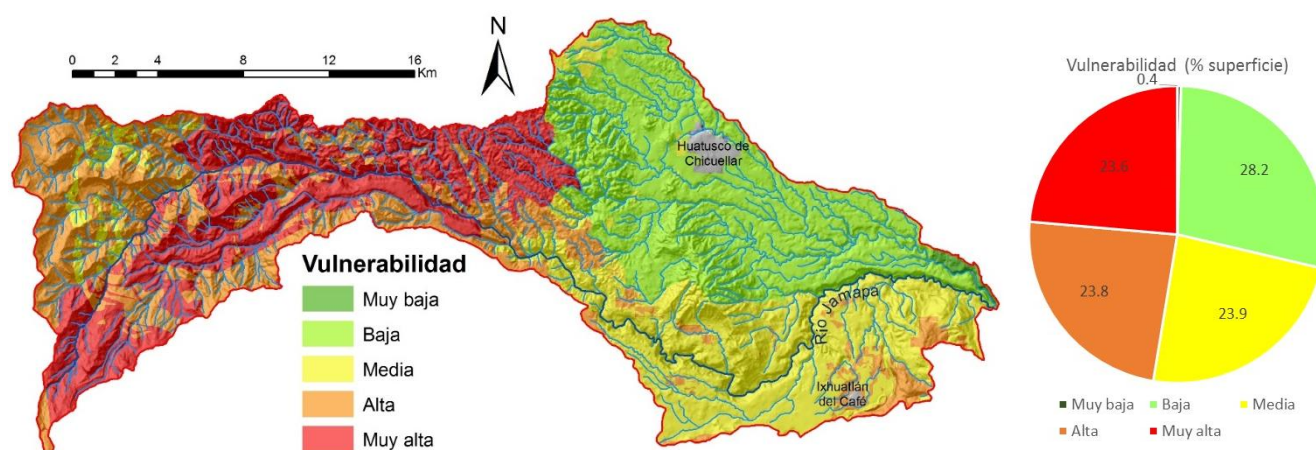 N
0 2 4 8 12 16
Km
Huatusco de
Chicuellar
Río Jamapa
Ixhuatlán
del Café
Vulnerabilidad
Muy baja
Baja
Media
Alta
Muy alta
Vulnerabilidad (% superficie)
0.4
23.6
28.2
23.8
23.9
Muy baja Baja Media
Alta Muy alta